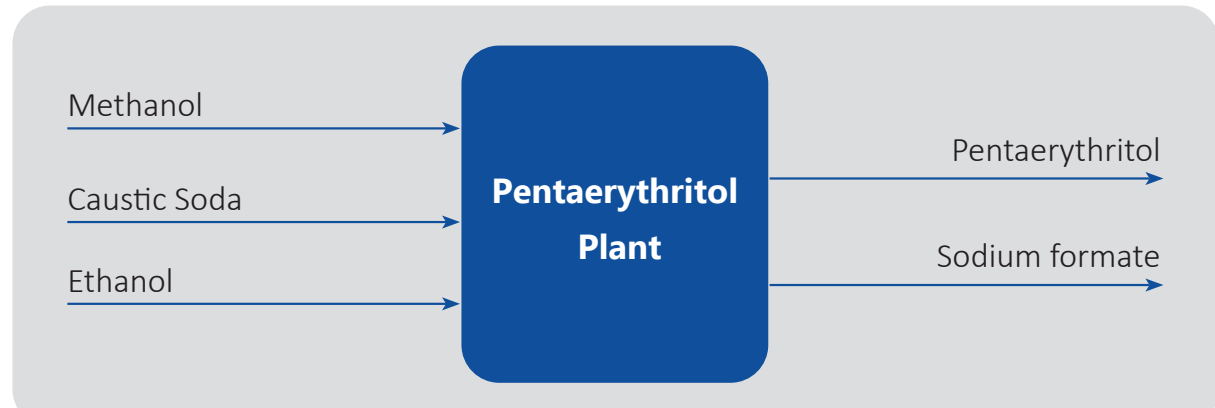 Methanol
Caustic Soda
Ethanol
Pentaerythritol
Plant
Pentaerythritol
Sodium formate